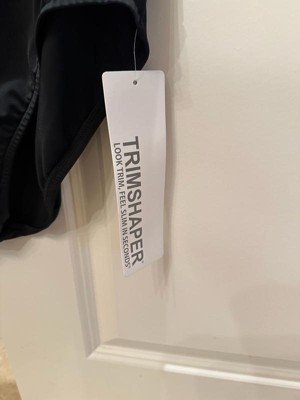 TRIMSHAPER
LOOK TRIM, FEEL SLIM IN SECONDS